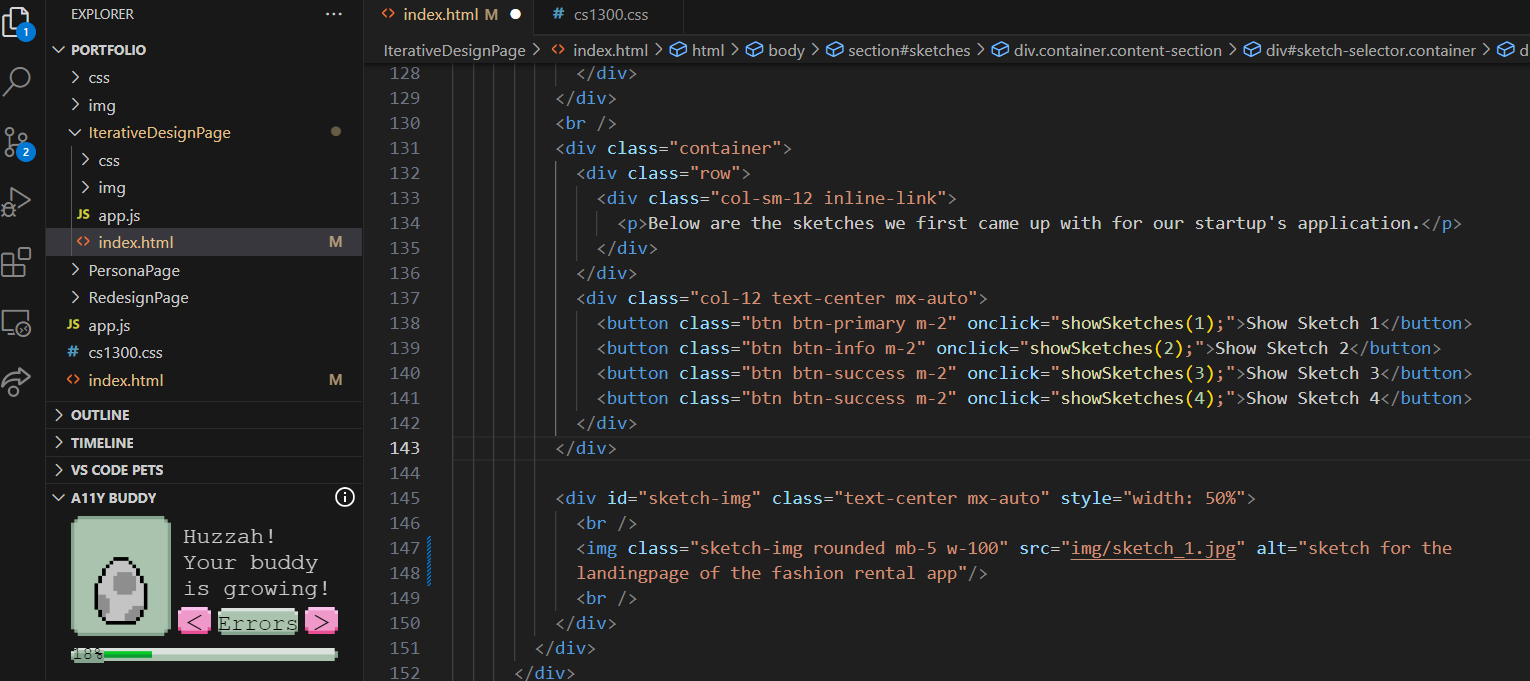 EXPLORER ···
index.html M
# cs1300.css
1
PORTFOLIO
IterativeDesignPage > index.html > html > body > section#sketches > div.container.content-section > div#sketch-selector.container > d
css
img
IterativeDesignPage
css
img
JS app.js
index.html M
PersonaPage
RedesignPage
JS app.js
# cs1300.css
index.html M
2
OUTLINE
TIMELINE
VS CODE PETS
A11Y BUDDY
Huzzah!
Your buddy
is growing!
< Errors >
18%
128 </div>
129 </div>
130 <br />
131 <div class="container">
132 <div class="row">
133 <div class="col-sm-12 inline-link">
134 <p>Below are the sketches we first came up with for our startup's application.</p>
135 </div>
136 </div>
137 <div class="col-12 text-center mx-auto">
138 <button class="btn btn-primary m-2" onclick="showSketches(1);">Show Sketch 1</button>
139 <button class="btn btn-info m-2" onclick="showSketches(2);">Show Sketch 2</button>
140 <button class="btn btn-success m-2" onclick="showSketches(3);">Show Sketch 3</button>
141 <button class="btn btn-success m-2" onclick="showSketches(4);">Show Sketch 4</button>
142 </div>
143 </div>
144
145 <div id="sketch-img" class="text-center mx-auto" style="width: 50%">
146 <br />
147 <img class="sketch-img rounded mb-5 w-100" src="img/sketch_1.jpg" alt="sketch for the
148 landingpage of the fashion rental app"/>
149 <br />
150 </div>
151 </div>
152 </div>